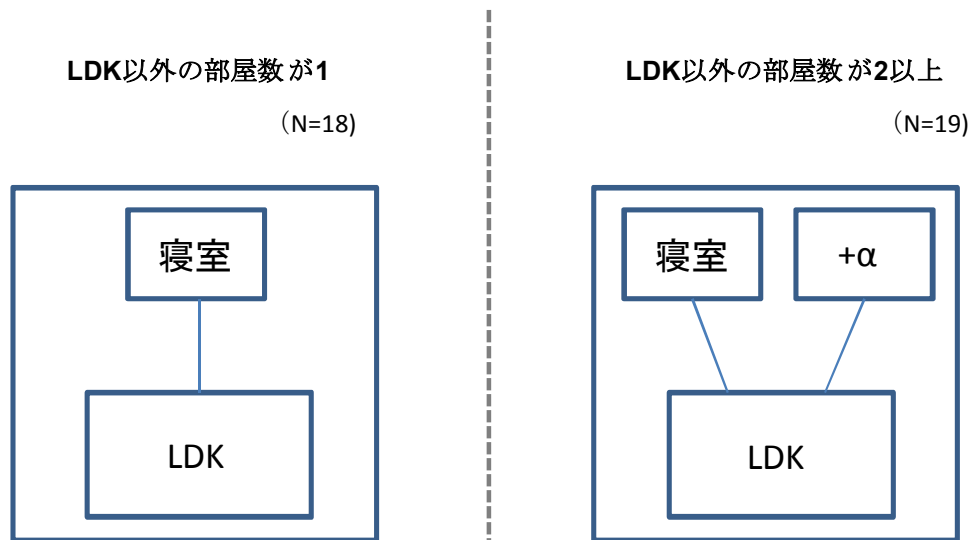 LDK以外の部屋数が1
（N=18)
寝室
LDK
LDK以外の部屋数が2以上
（N=19)
寝室
+α
LDK